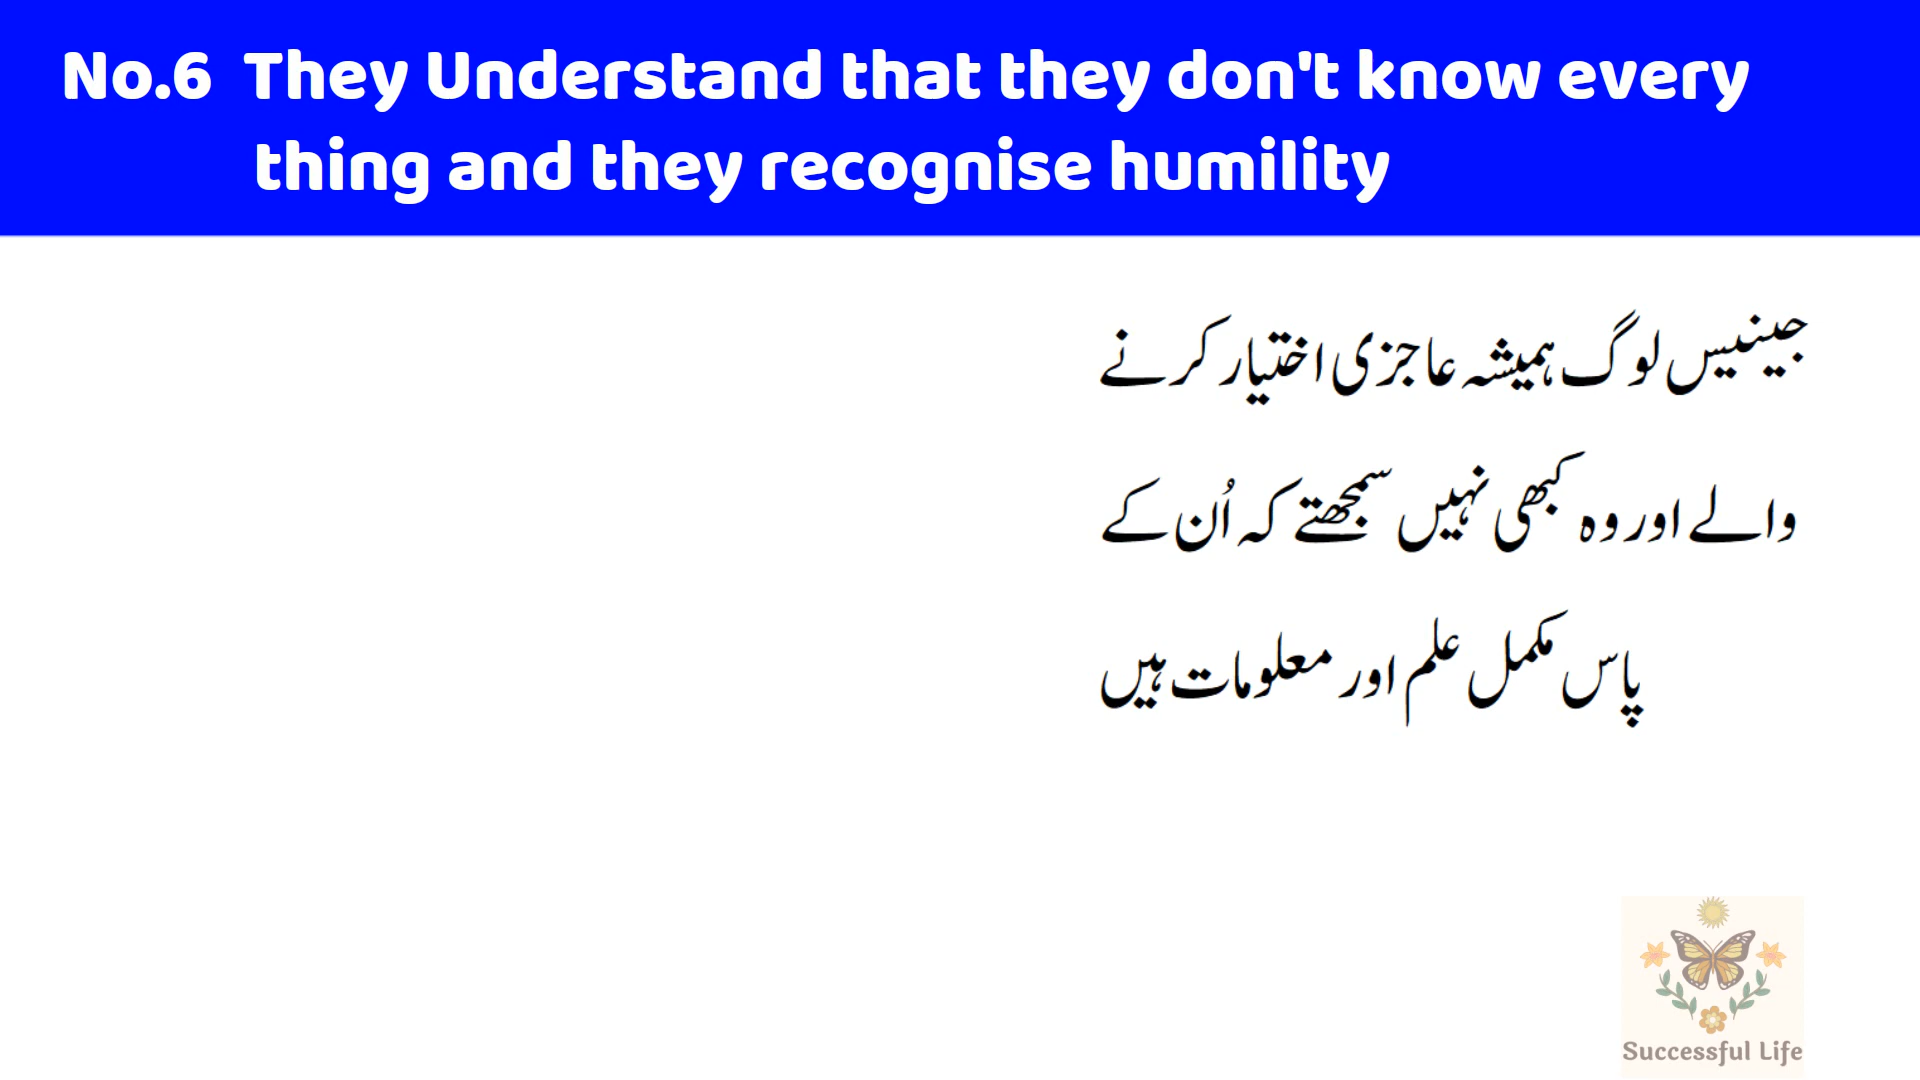 No.6 They Understand that they don't know every
thing and they recognise humility
جینیس لوگ ہمیشہ عاجزی اختیار کرنے
والے اور وہ کبھی نہیں سمجھتے کہ اُن کے
پاس مکمل علم اور معلومات ہیں
Successful Life